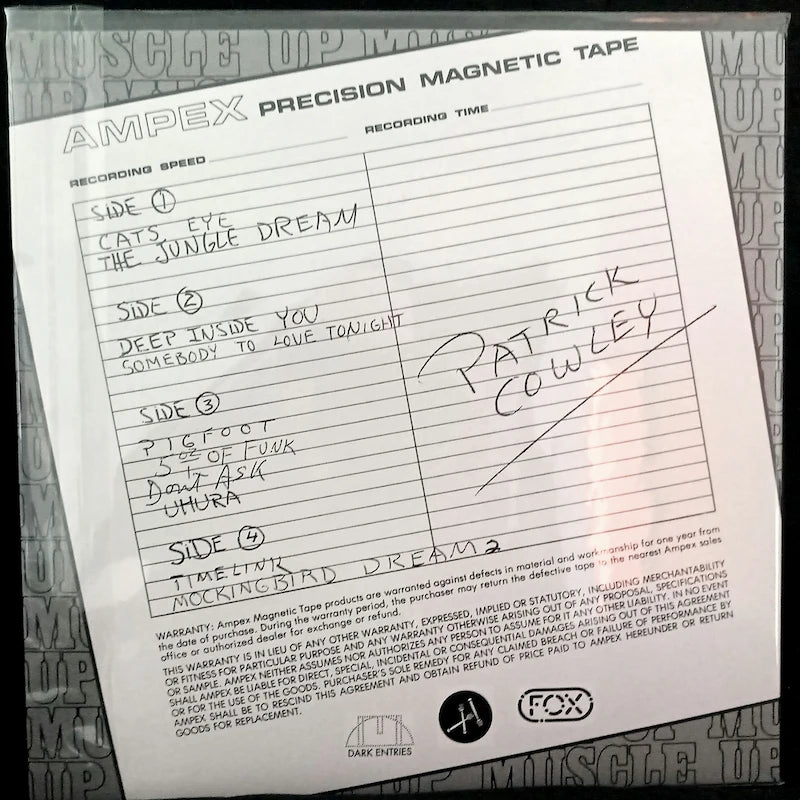 MUSCLE UP MUSCLE
UP MUSCLE UP
AMPEX PRECISION MAGNETIC TAPE
RECORDING SPEED
RECORDING TIME
SIDE 1
CATS EYE
THE JUNGLE DREAM
SIDE 2
DEEP INSIDE YOU
SOMEBODY TO LOVE TONIGHT
PATRICK
COWLEY
SIDE 3
PIGFOOT
5 oz OF FUNK
Dont ASK
UHURA
SIDE 4
TIMELINK
MOCKINGBIRD DREAM 2
WARRANTY: Ampex Magnetic Tape products are warranted against defects in material and workmanship for one year from
the date of purchase. During the warranty period, the purchaser may return the defective tape to the nearest Ampex sales
office or authorized dealer for exchange or refund.
THIS WARRANTY IS IN LIEU OF ANY OTHER WARRANTY, EXPRESSED, IMPLIED OR STATUTORY, INCLUDING MERCHANTABILITY
OR FITNESS FOR PARTICULAR PURPOSE AND ANY WARRANTY OTHERWISE ARISING OUT OF ANY PROPOSAL, SPECIFICATIONS
OR SAMPLE. AMPEX NEITHER ASSUMES NOR AUTHORIZES ANY PERSON TO ASSUME FOR IT ANY OTHER LIABILITY. IN NO EVENT
SHALL AMPEX BE LIABLE FOR DIRECT, SPECIAL, INCIDENTAL OR CONSEQUENTIAL DAMAGES ARISING OUT OF THIS AGREEMENT
OR FOR THE USE OF THE GOODS. PURCHASER'S SOLE REMEDY FOR ANY CLAIMED BREACH OR FAILURE OF PERFORMANCE BY
AMPEX SHALL BE TO RESCIND THIS AGREEMENT AND OBTAIN REFUND OF PRICE PAID TO AMPEX HEREUNDER OR RETURN
GOODS FOR REPLACEMENT.
DARK ENTRIES
FOX
MUSCLE UP